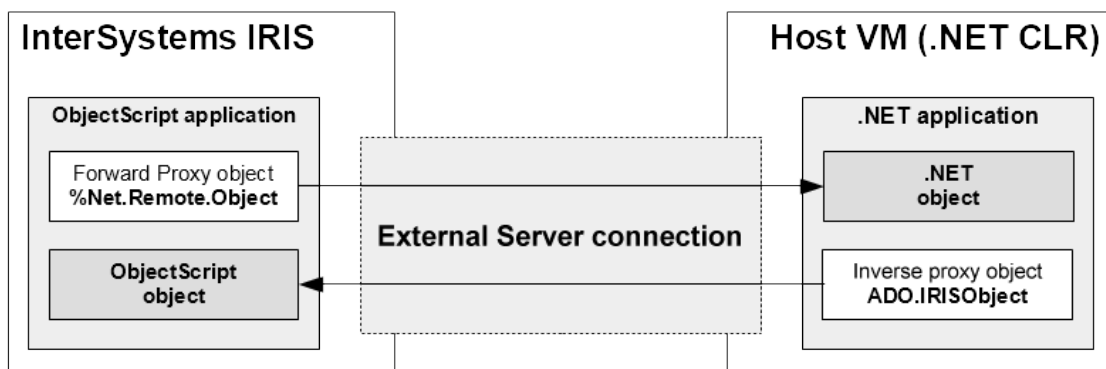 InterSystems IRIS
Host VM (.NET CLR)
ObjectScript application
Forward Proxy object
%Net.Remote.Object
ObjectScript
object
External Server connection
.NET application
.NET
object
Inverse proxy object
ADO.IRISObject